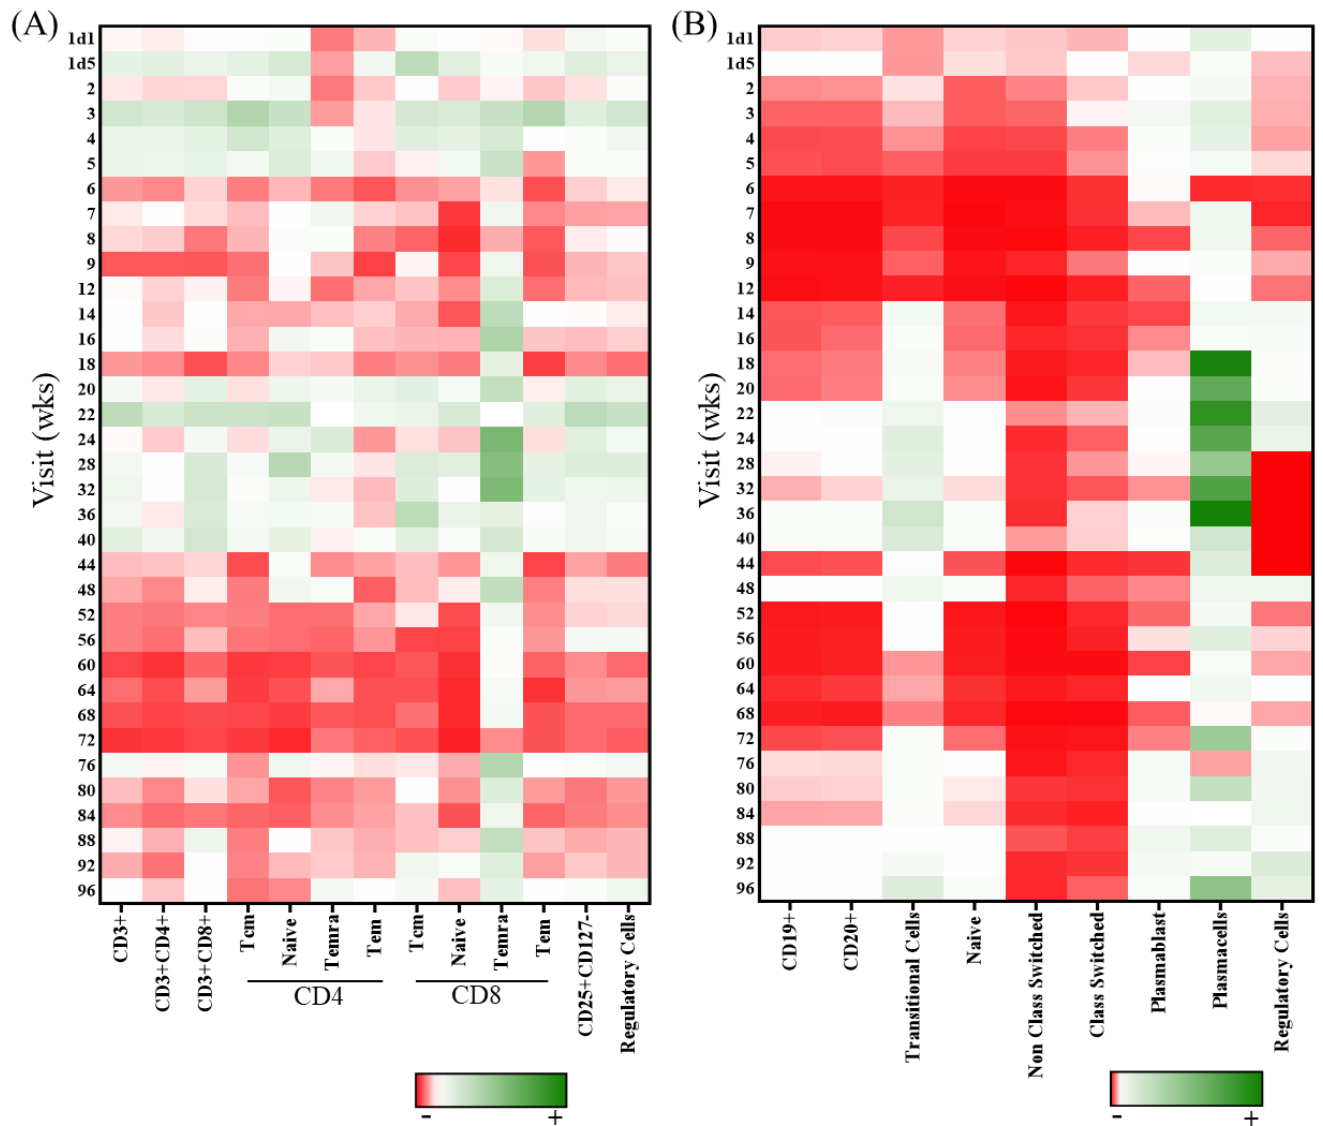 (A)
Visit (wks)
1d1
1d5
2
3
4
5
6
7
8
9
12
14
16
18
20
22
24
28
32
36
40
44
48
52
56
60
64
68
72
76
80
84
88
92
96
CD3+
CD3+CD4+
CD3+CD8+
Tcm
Naive
Temra
Tem
Tcm
Naive
Temra
Tem
CD25+CD127-
Regulatory Cells
CD4
CD8
- +
(B)
Visit (wks)
1d1
1d5
2
3
4
5
6
7
8
9
12
14
16
18
20
22
24
28
32
36
40
44
48
52
56
60
64
68
72
76
80
84
88
92
96
CD19+
CD20+
Transitional Cells
Naive
Non Class Switched
Class Switched
Plasmablast
Plasmacells
Regulatory Cells
- +